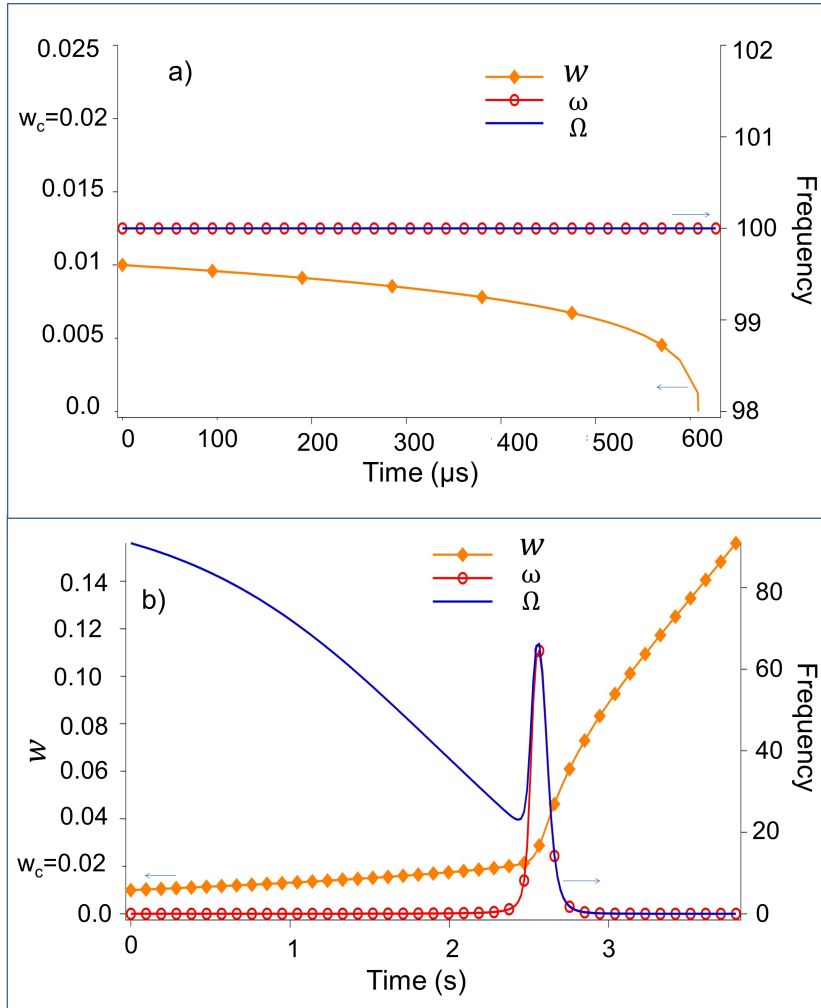 a)
w
ω
Ω
0.025
w_c=0.02
0.015
0.01
0.005
0.0
102
101
100
99
98
Frequency
0 100 200 300 400 500 600
Time (µs)
b)
w
ω
Ω
w
0.14
0.12
0.10
0.08
0.06
0.04
w_c=0.02
0.0
80
60
40
20
0
Frequency
0 1 2 3
Time (s)